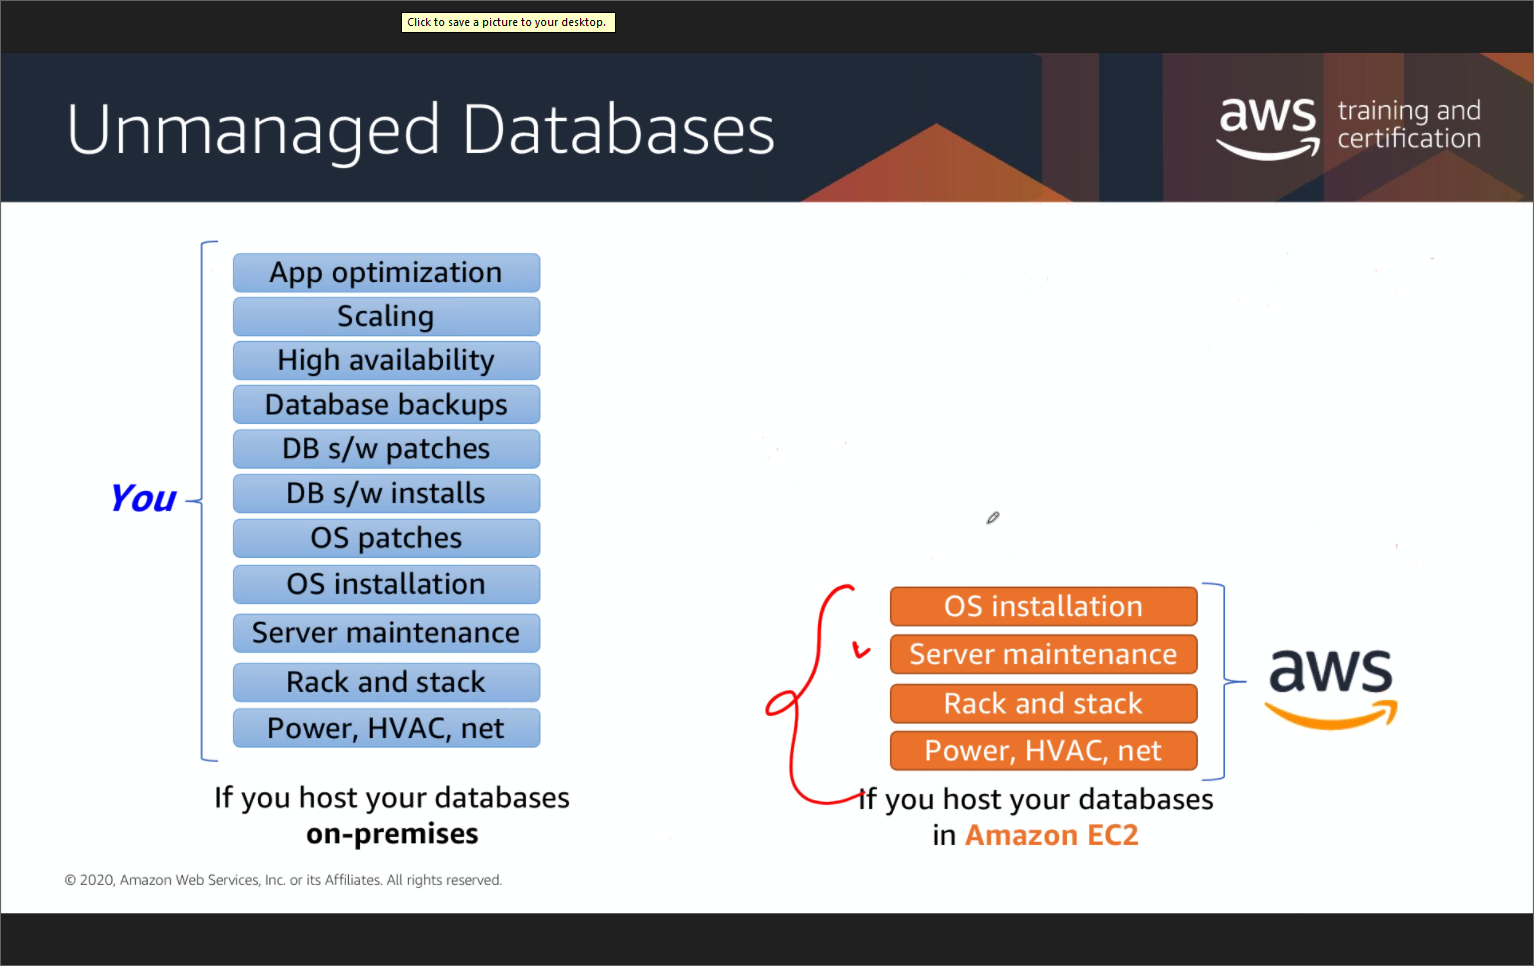 Click to save a picture to your desktop.
Unmanaged Databases
aws training and
certification
App optimization
Scaling
High availability
Database backups
DB s/w patches
DB s/w installs
OS patches
OS installation
Server maintenance
Rack and stack
Power, HVAC, net
You
If you host your databases
on-premises
OS installation
Server maintenance
Rack and stack
Power, HVAC, net
aws
If you host your databases
in Amazon EC2
© 2020, Amazon Web Services, Inc. or its Affiliates. All rights reserved.